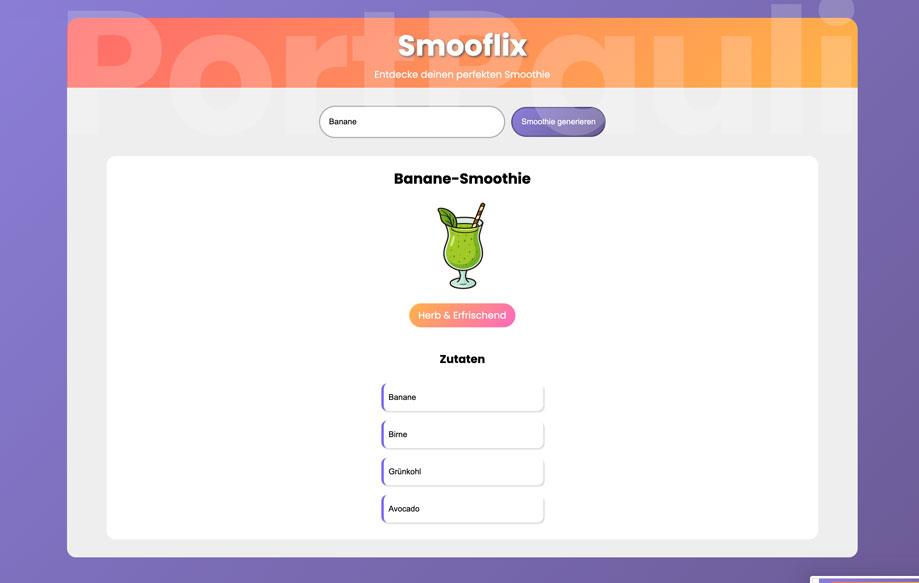 PortPauli
Smooflix
Entdecke deinen perfekten Smoothie
Banane
Smoothie generieren
Banane-Smoothie
Herb & Erfrischend
Zutaten
Banane
Birne
Grünkohl
Avocado